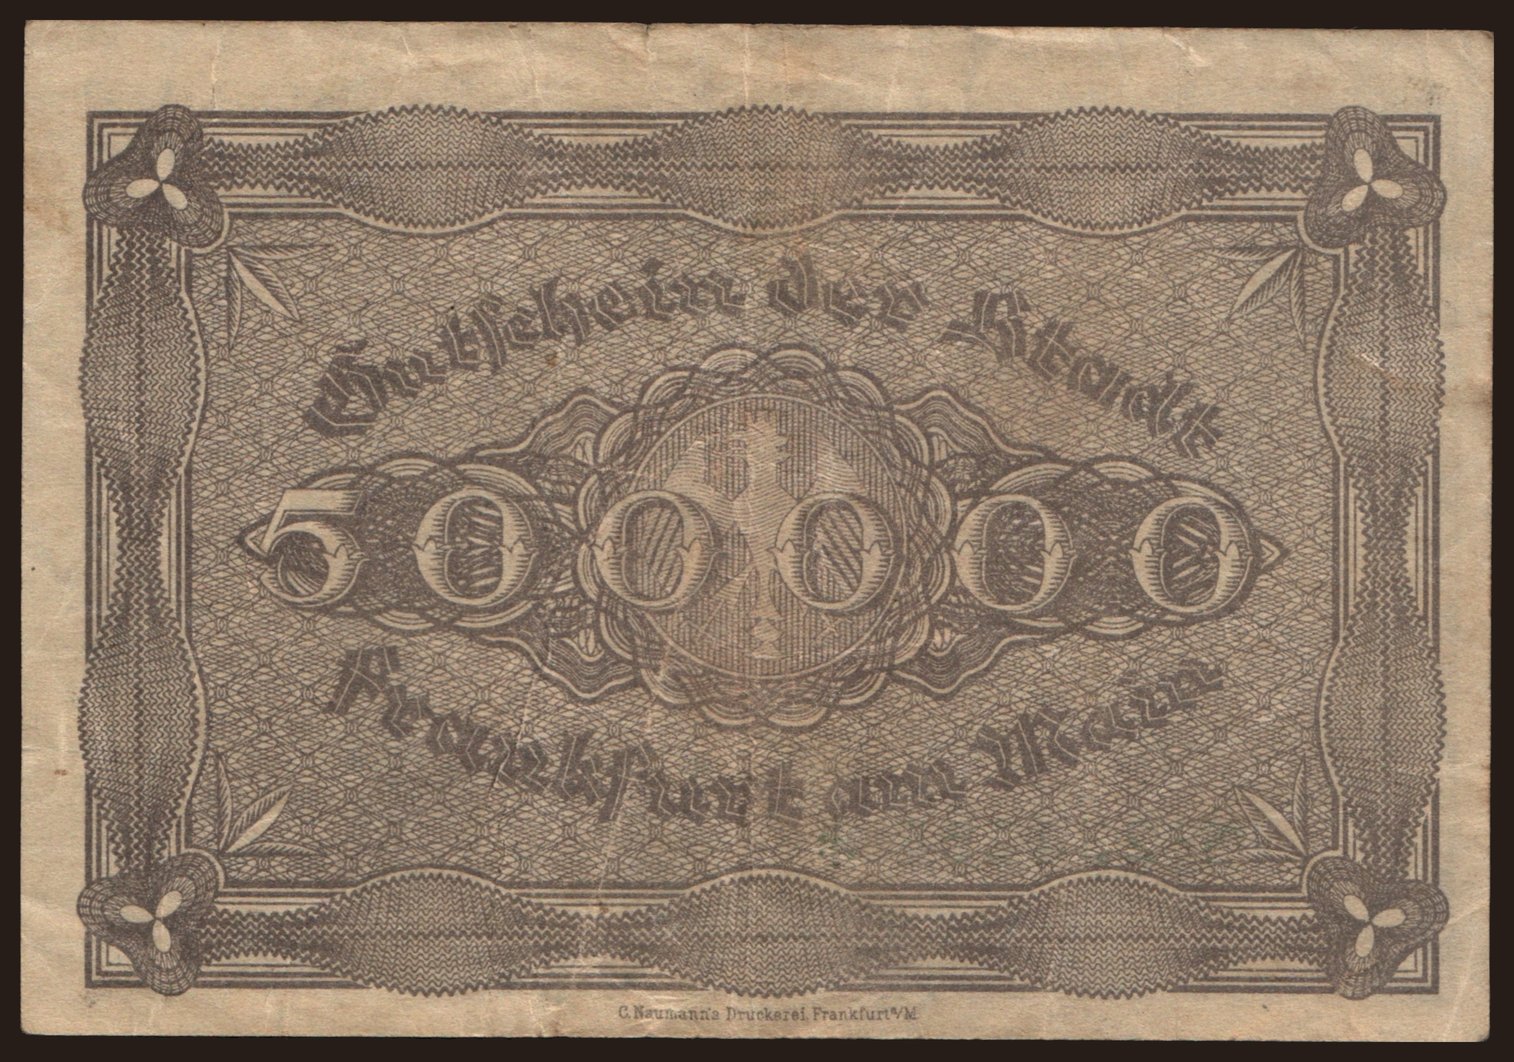 Gutschein der Stadt
500000
Frankfurt am Main
C. Naumann's Druckerei, Frankfurt a/M.